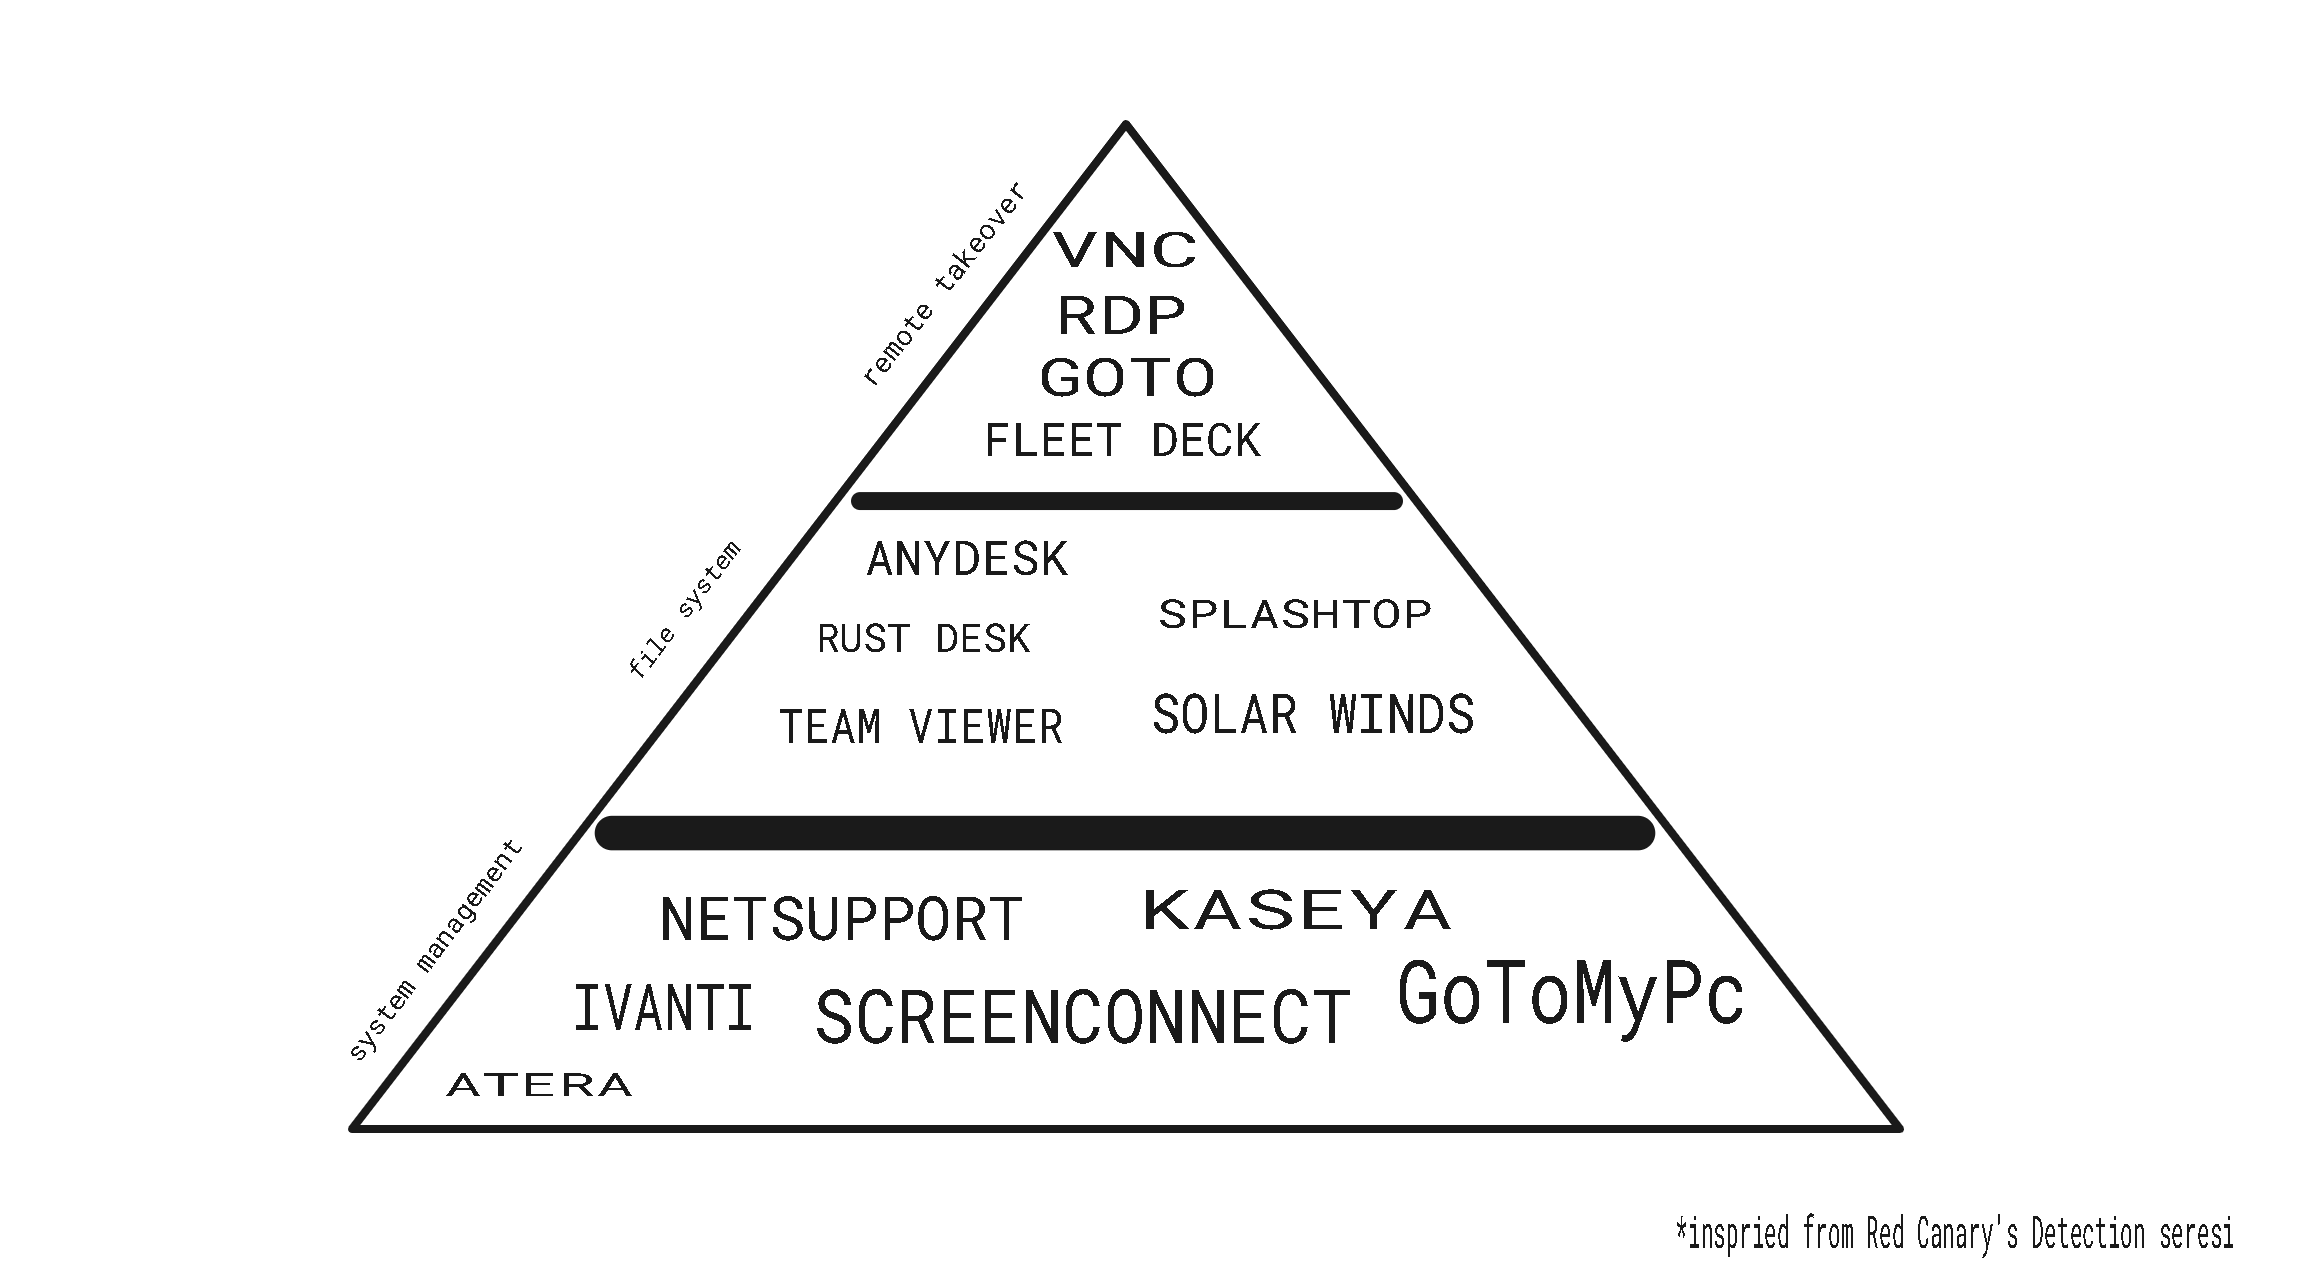 remote takeover
VNC
RDP
GOTO
FLEET DECK
file system
ANYDESK
SPLASHTOP
RUST DESK
TEAM VIEWER
SOLAR WINDS
system management
NETSUPPORT
KASEYA
IVANTI
SCREENCONNECT
GoToMyPc
ATERA
*inspried from Red Canary's Detection seresi